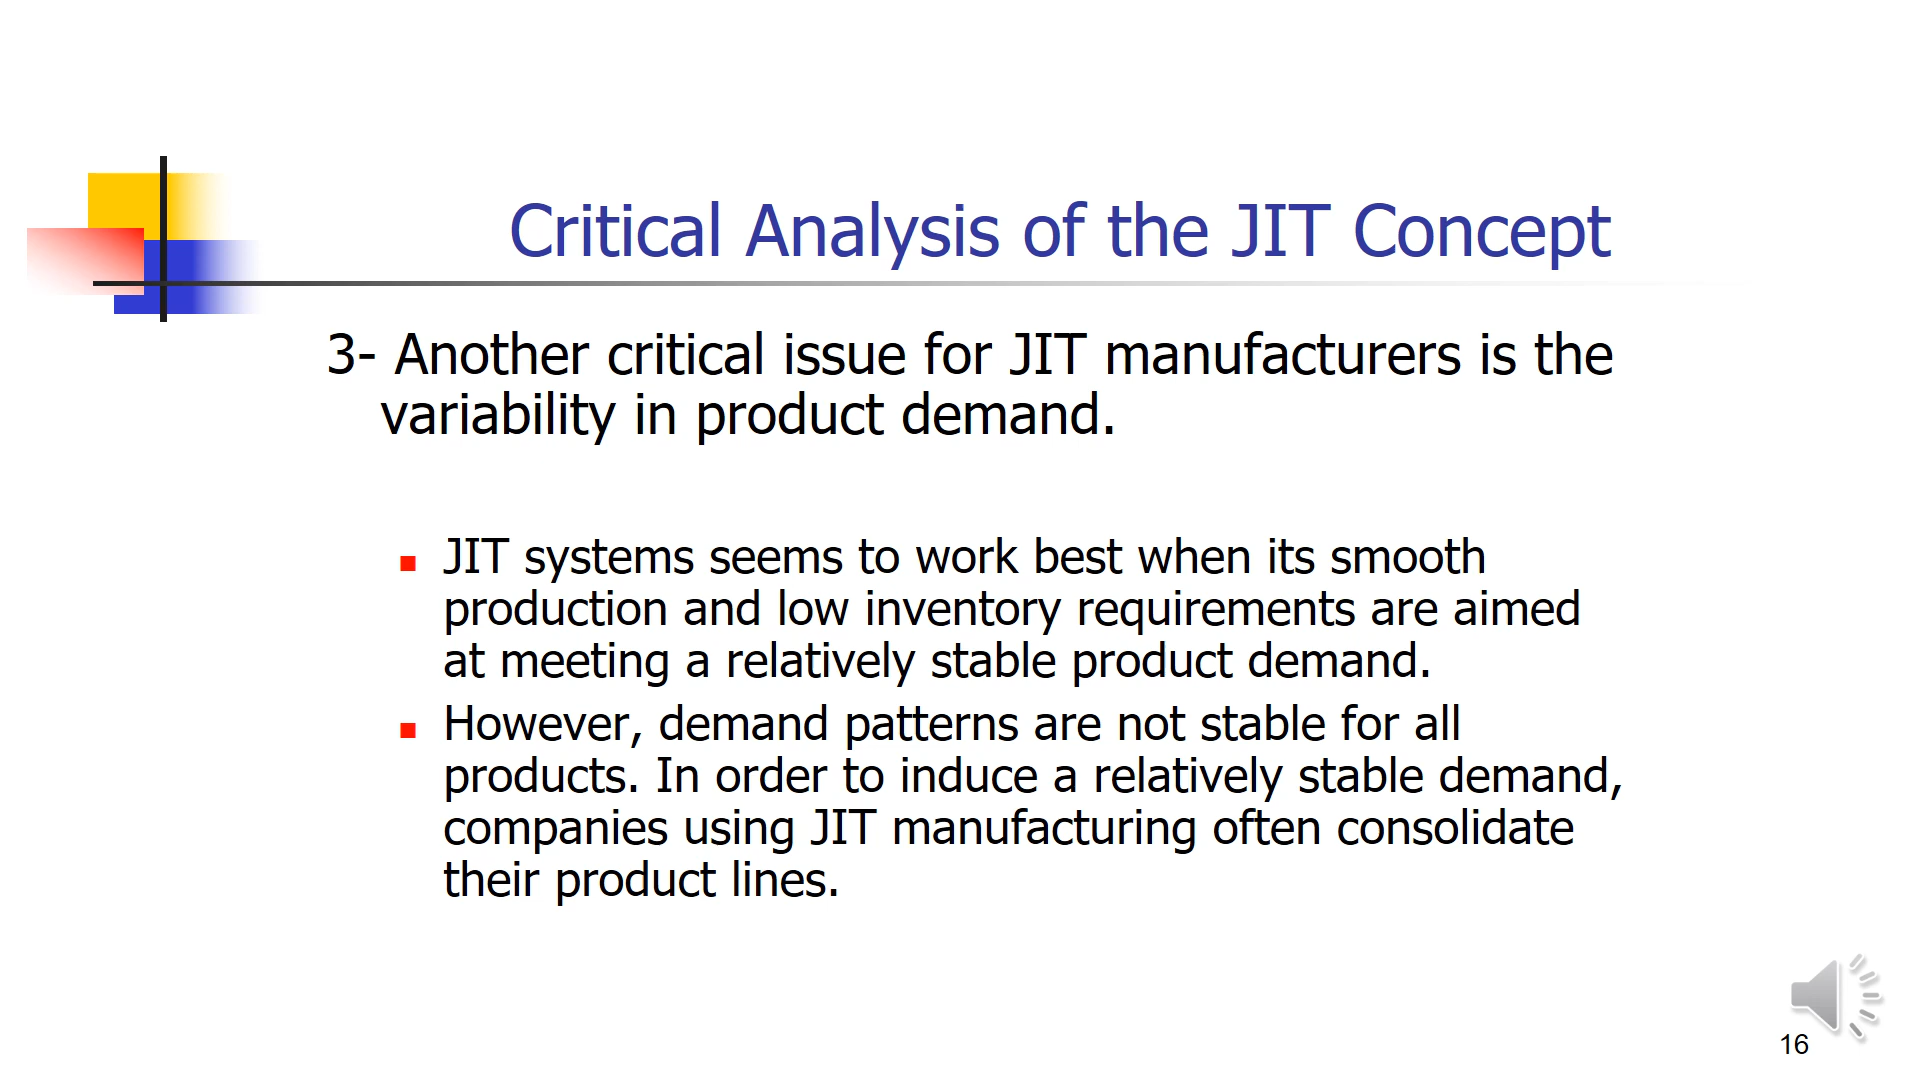 Critical Analysis of the JIT Concept
3- Another critical issue for JIT manufacturers is the
variability in product demand.
JIT systems seems to work best when its smooth
production and low inventory requirements are aimed
at meeting a relatively stable product demand.
However, demand patterns are not stable for all
products. In order to induce a relatively stable demand,
companies using JIT manufacturing often consolidate
their product lines.
16